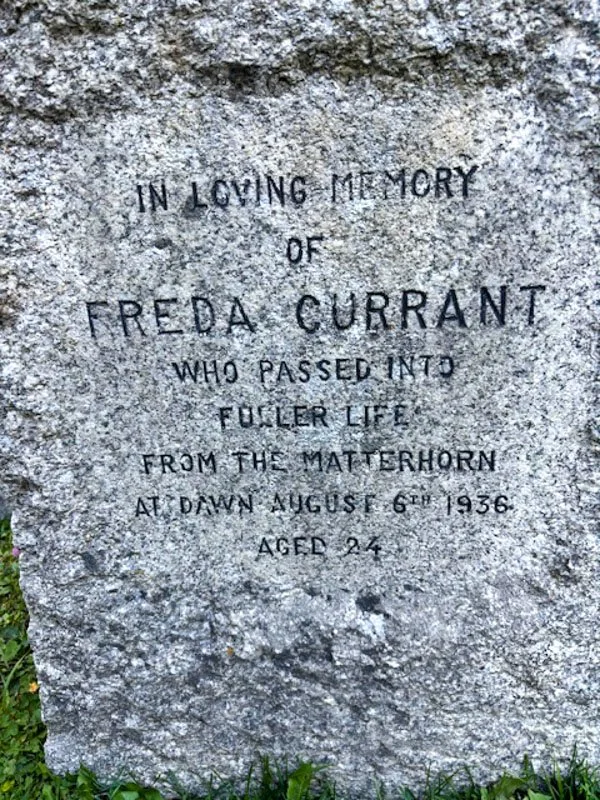 IN LOVING MEMORY
OF
FREDA CURRANT
WHO PASSED INTO
FULLER LIFE
FROM THE MATTERHORN
AT DAWN AUGUST 6TH 1936
AGED 24